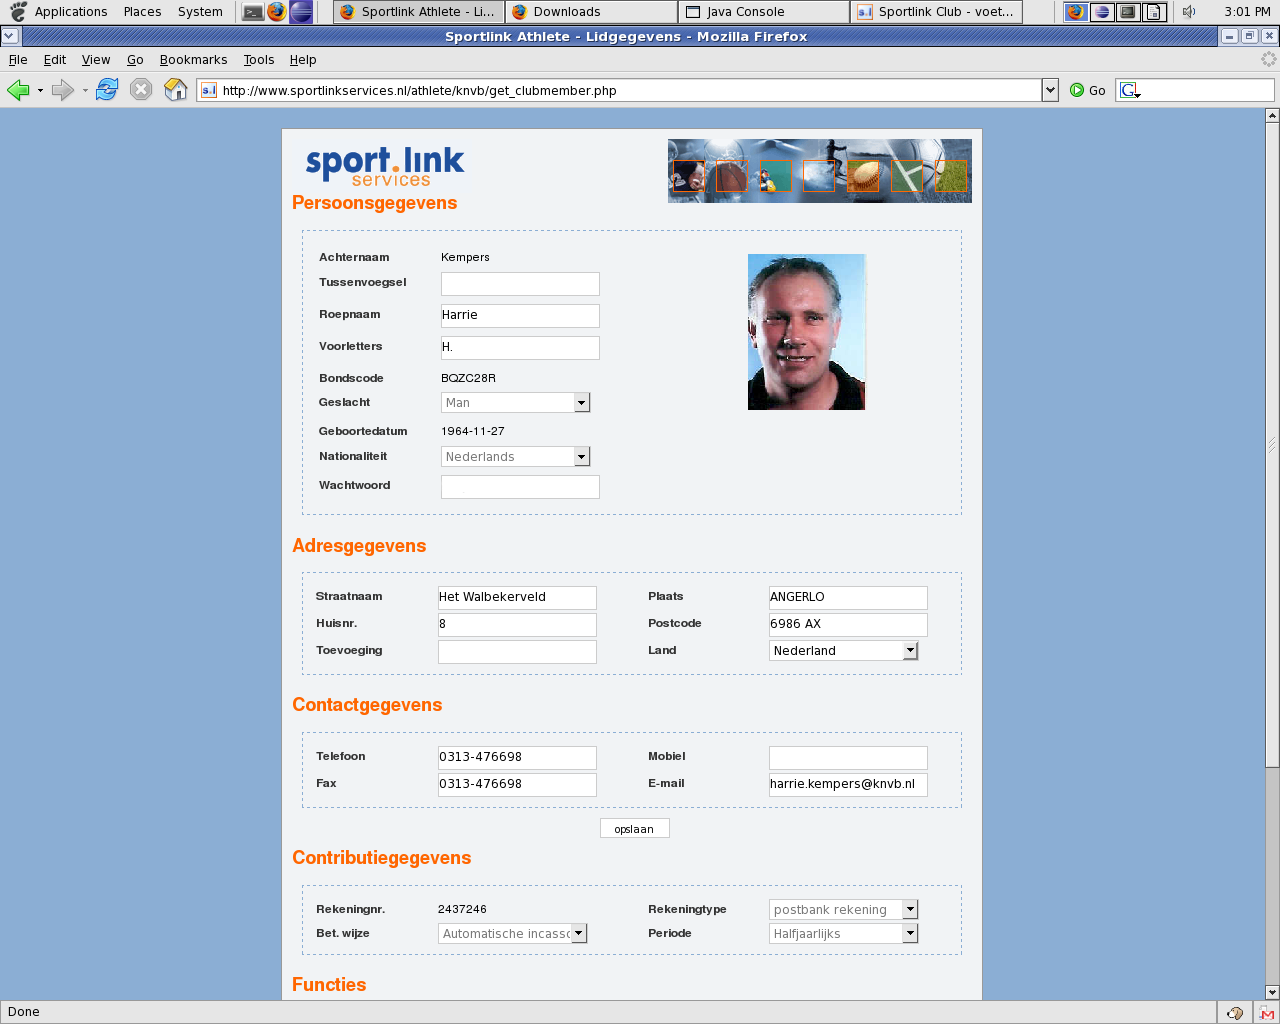 Applications Places System Sportlink Athlete - Li... Downloads Java Console Sportlink Club - voet... 3:01 PM
Sportlink Athlete - Lidgegevens - Mozilla Firefox
File Edit View Go Bookmarks Tools Help
s.i http://www.sportlinkservices.nl/athlete/knvb/get_clubmember.php Go G
sport.link
services
Persoonsgegevens
Achternaam Kempers
Tussenvoegsel
Roepnaam Harrie
Voorletters H.
Bondscode BQZC28R
Geslacht Man
Geboortedatum 1964-11-27
Nationaliteit Nederlands
Wachtwoord
Adresgegevens
Straatnaam Het Walbekerveld Plaats ANGERLO
Huisnr. 8 Postcode 6986 AX
Toevoeging Land Nederland
Contactgegevens
Telefoon 0313-476698 Mobiel
Fax 0313-476698 E-mail harrie.kempers@knvb.nl
opslaan
Contributiegegevens
Rekeningnr. 2437246 Rekeningtype postbank rekening
Bet. wijze Automatische incasso Periode Halfjaarlijks
Functies
Done